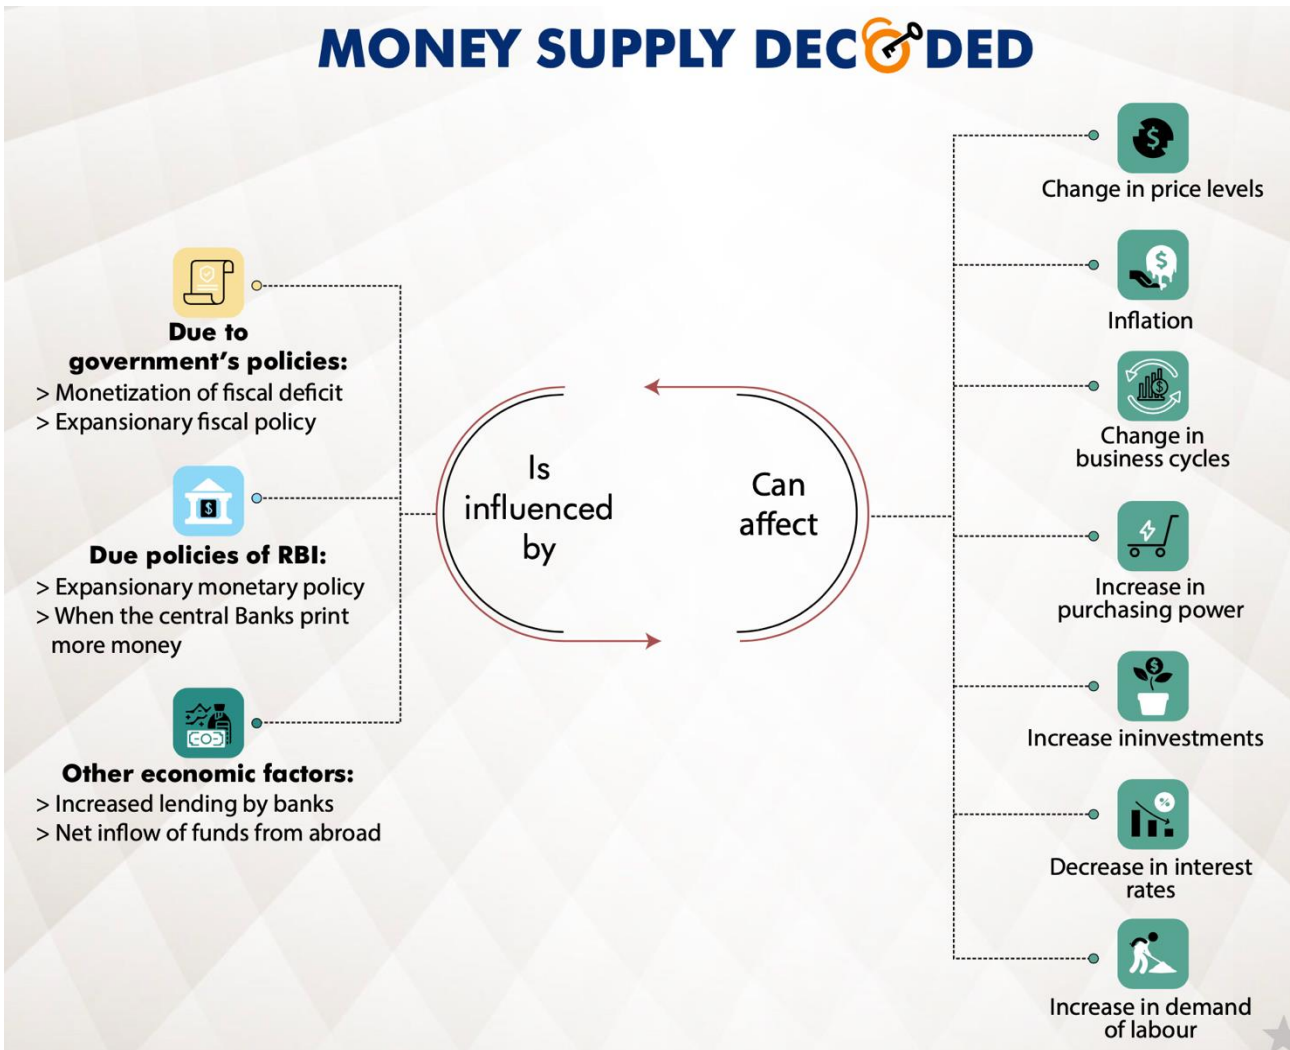 MONEY SUPPLY DECODED
Due to
government's policies:
> Monetization of fiscal deficit
> Expansionary fiscal policy
Due policies of RBI:
> Expansionary monetary policy
> When the central Banks print
more money
Other economic factors:
> Increased lending by banks
> Net inflow of funds from abroad
Is
influenced
by
Can
affect
Change in price levels
Inflation
Change in
business cycles
Increase in
purchasing power
Increase ininvestments
Decrease in interest
rates
Increase in demand
of labour